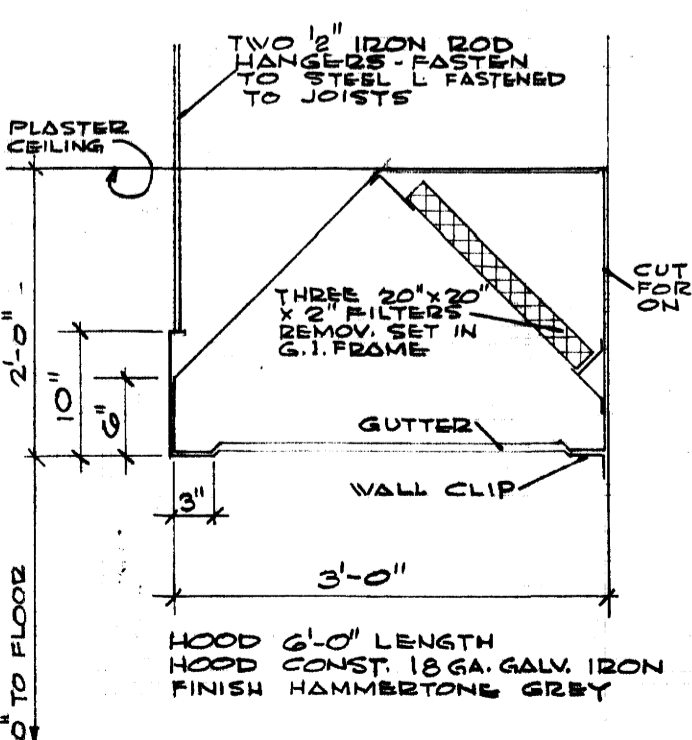 TWO 1/2" IRON ROD
HANGERS - FASTEN
TO STEEL L FASTENED
TO JOISTS
PLASTER
CEILING
CUT
FOR
ON
THREE 20" x 20"
x 2" FILTERS
REMOV. SET IN
G.I. FRAME
2'-0"
10"
6"
GUTTER
WALL CLIP
3"
3'-0"
0" TO FLOOR
HOOD 6'-0" LENGTH
HOOD CONST. 18 GA. GALV. IRON
FINISH HAMMERTONE GREY